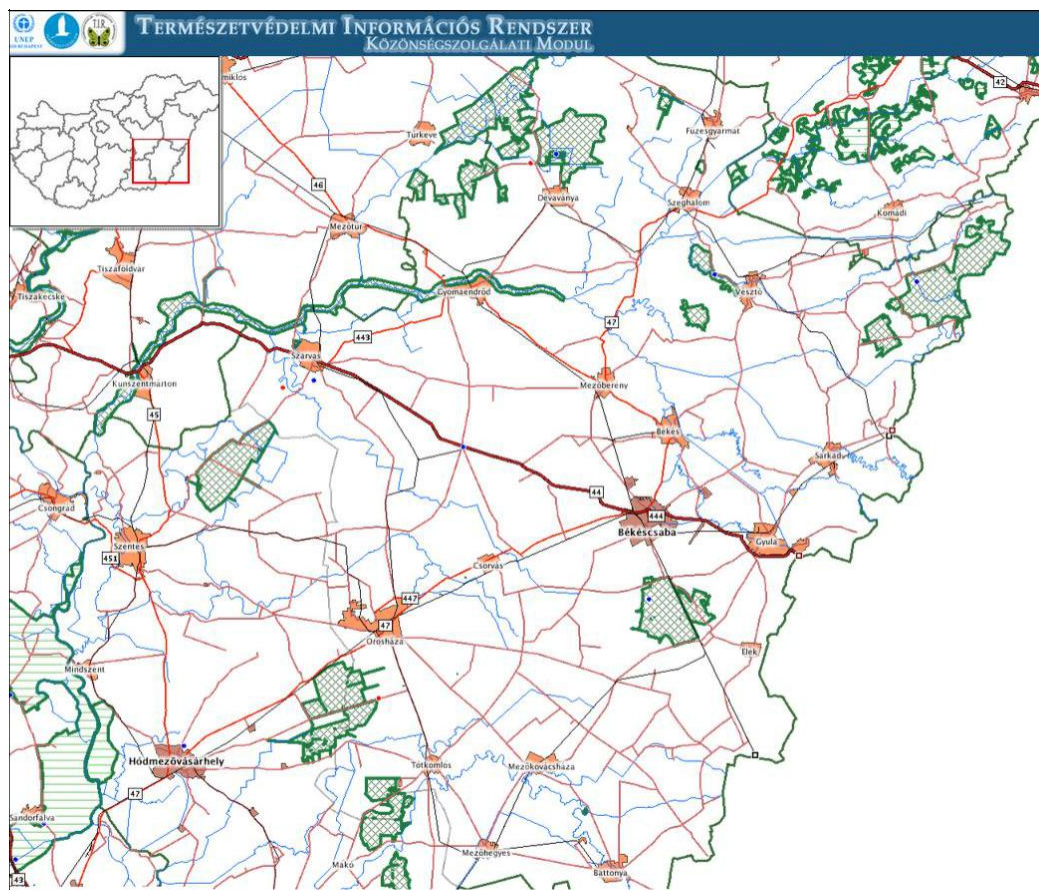 TERMÉSZETVÉDELMI INFORMÁCIÓS RENDSZER
KÖZÖNSÉGSZOLGÁLATI MODUL
UNEP
T.I.R.
miklós
42
Túrkeve
Füzesgyarmat
46
Dévaványa
Szeghalom
Komádi
Mezőtúr
Tiszaföldvár
Tiszakécske
Gyomaendrőd
Vésztő
47
443
Szarvas
Kunszentmárton
Mezőberény
45
Békés
Sarkad
44
Csongrád
444
Békéscsaba
Gyula
Szentes
451
Csorvás
447
47
Orosháza
Elek
Mindszent
Hódmezővásárhely
Tótkomlós
Mezőkovácsháza
47
Sándorfalva
Mezőhegyes
Makó
Battonya
43